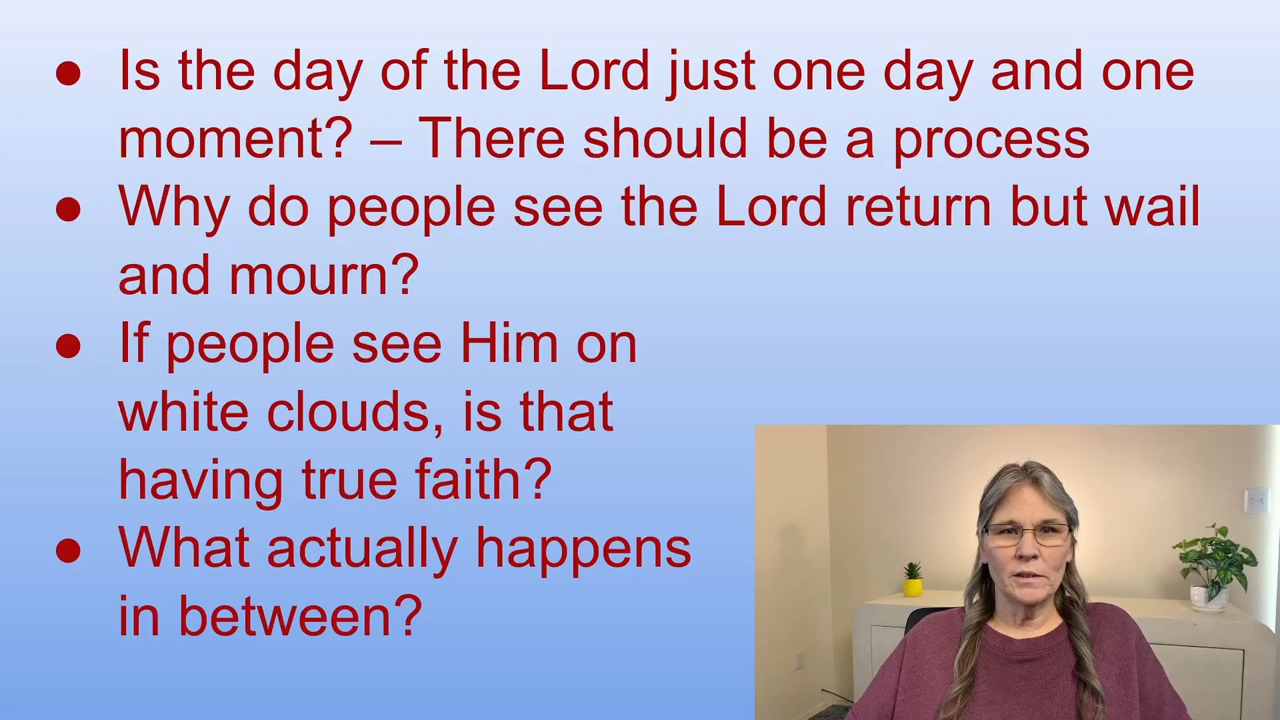 ● Is the day of the Lord just one day and one
moment? – There should be a process
● Why do people see the Lord return but wail
and mourn?
● If people see Him on
white clouds, is that
having true faith?
● What actually happens
in between?